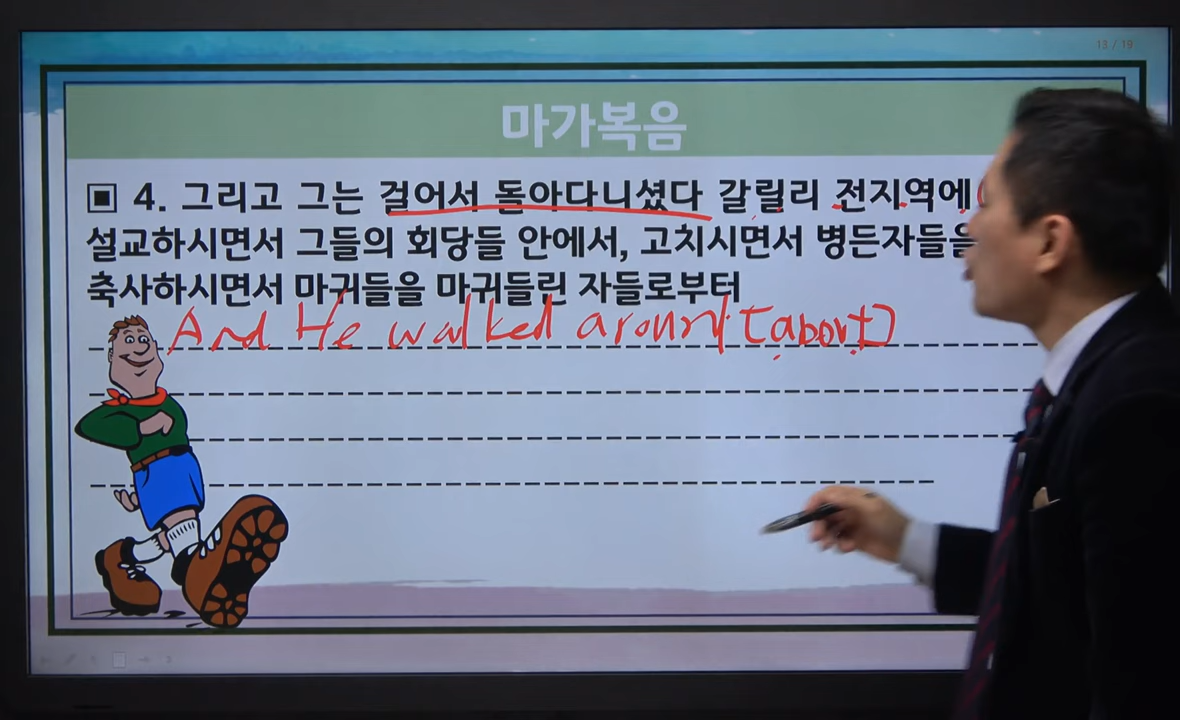 13 / 19
마가복음
▣ 4. 그리고 그는 걸어서 돌아다니셨다 갈릴리 전지역에
설교하시면서 그들의 회당들 안에서, 고치시면서 병든자들을
축사하시면서 마귀들을 마귀들린 자들로부터
And He walked around (about)